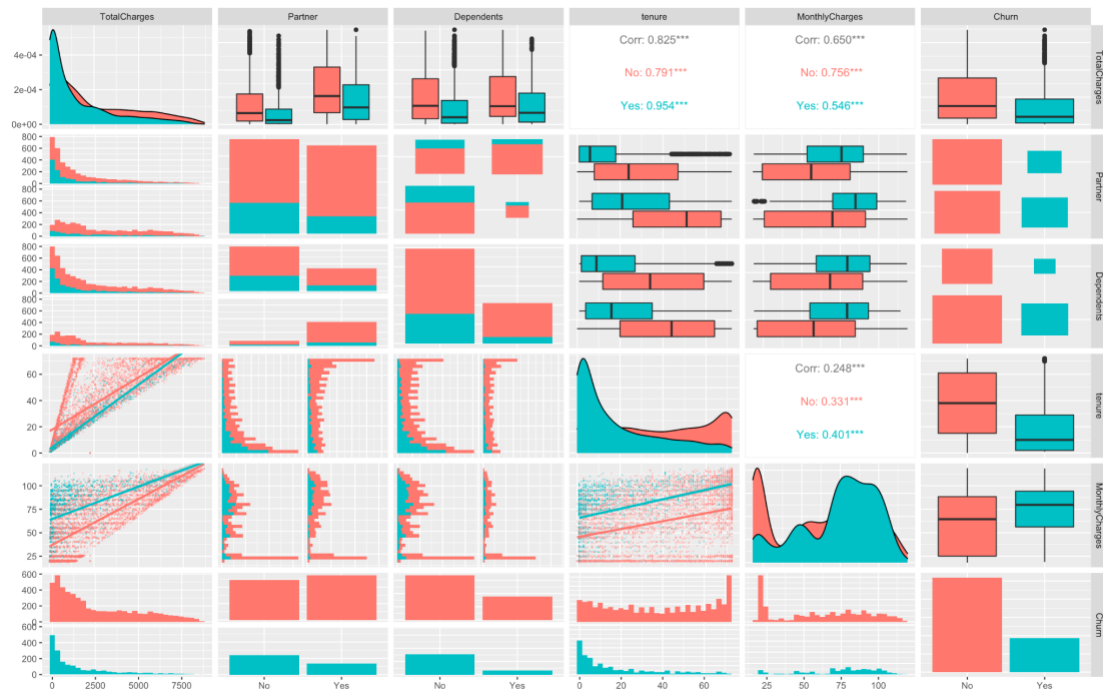 TotalCharges Partner Dependents tenure MonthlyCharges Churn
4e-04
2e-04
0e+00
Corr: 0.825***
No: 0.791***
Yes: 0.954***
Corr: 0.650***
No: 0.756***
Yes: 0.546***
TotalCharges
800
600
400
200
0
800
600
400
200
0
Partner
800
600
400
200
0
800
600
400
200
0
Dependents
60
40
20
0
Corr: 0.248***
No: 0.331***
Yes: 0.401***
tenure
100
75
50
25
MonthlyCharges
600
400
200
0
600
400
200
0
Churn
0 2500 5000 7500 No Yes No Yes 0 20 40 60 25 50 75 100 No Yes